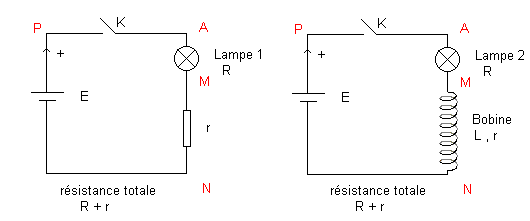 P
K
A
+
Lampe 1
R
M
E
r
N
résistance totale
R + r
P
K
A
+
Lampe 2
R
M
E
Bobine
L , r
N
résistance totale
R + r